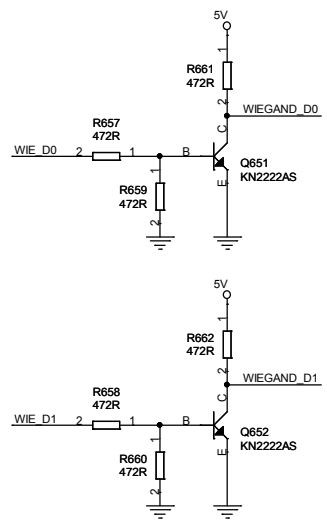 5V
1
R661
472R
2
WIEGAND_D0
R657
472R
C
WIE_D0 2 1 B
Q651
KN2222AS
1
R659
472R
2
E
5V
1
R662
472R
2
WIEGAND_D1
R658
472R
C
WIE_D1 2 1 B
Q652
KN2222AS
1
R660
472R
2
E